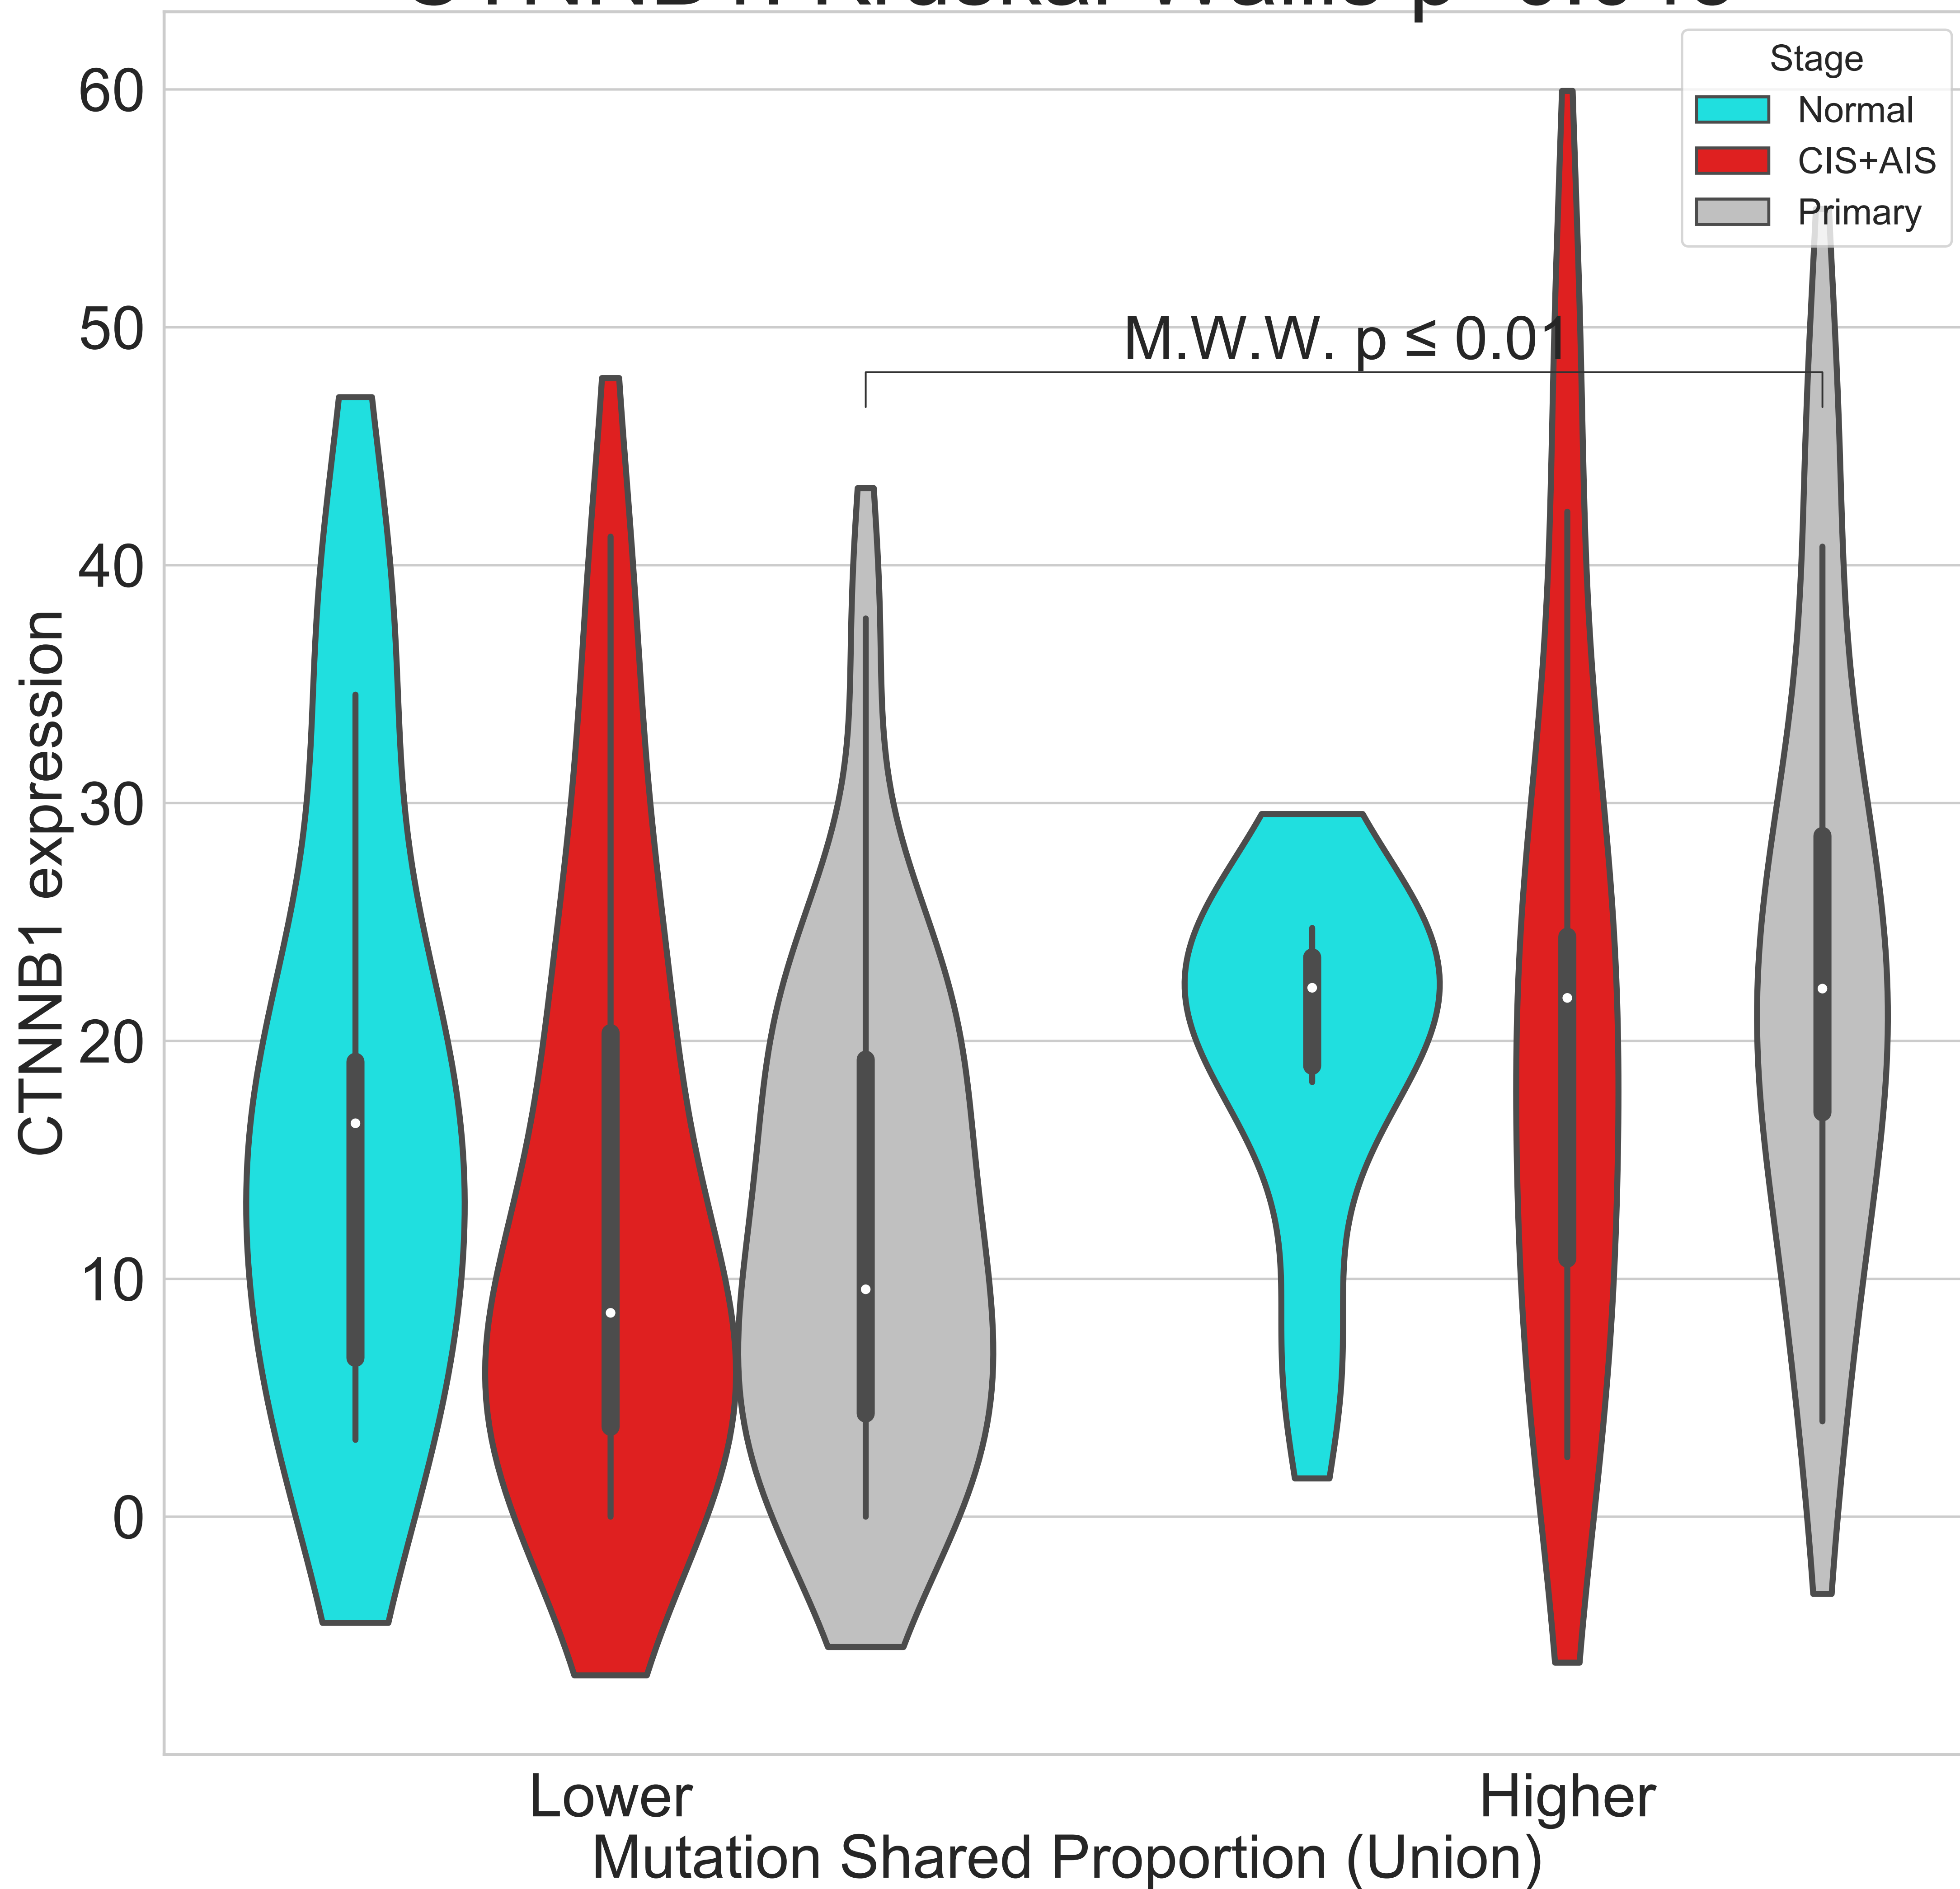 Stage
Normal
CIS+AIS
Primary
60
50
40
30
20
10
0
M.W.W. p ≤ 0.01
CTNNB1 expression
Lower
Higher
Mutation Shared Proportion (Union)